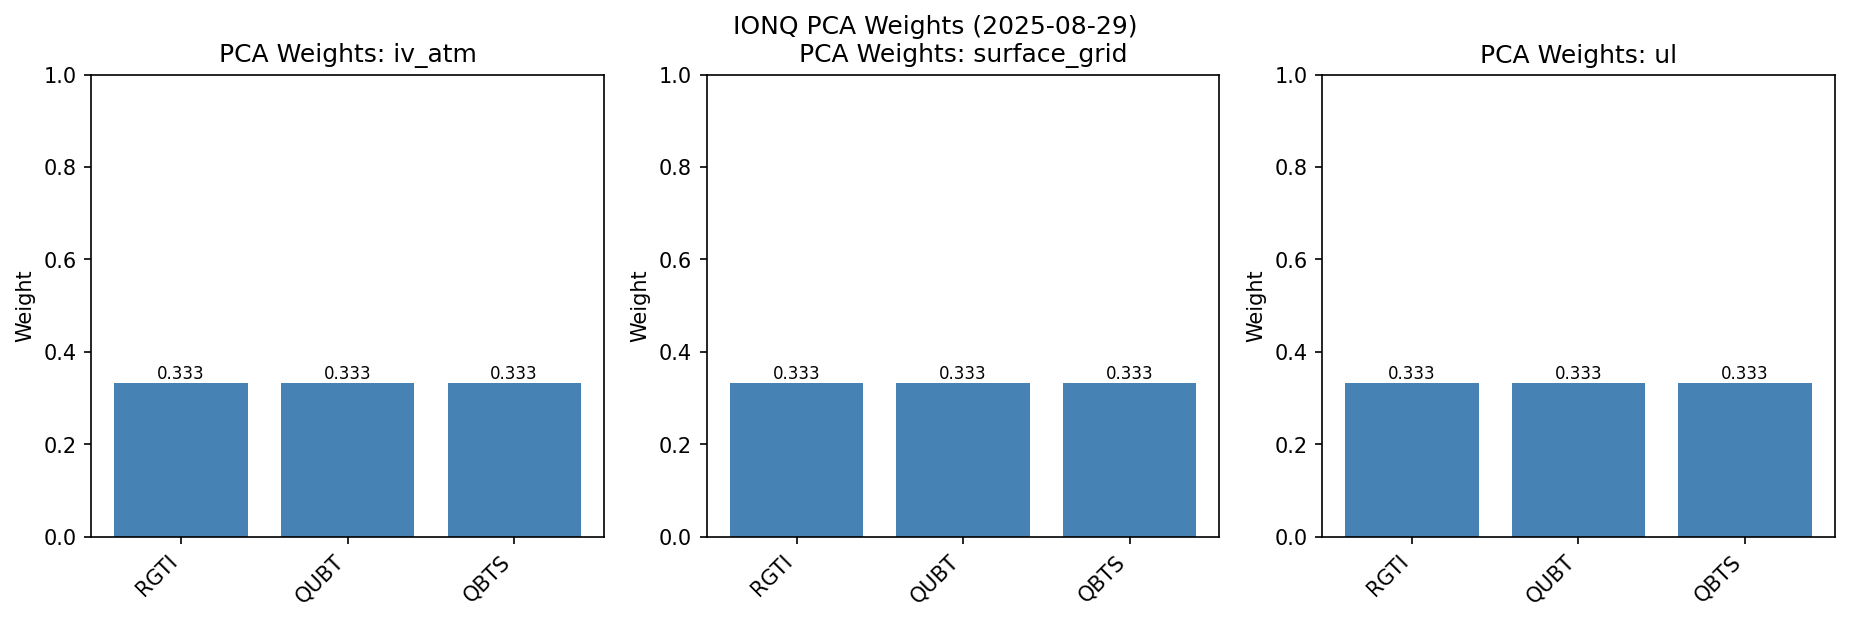 IONQ PCA Weights (2025-08-29)
PCA Weights: iv_atm
1.0
0.8
0.6
0.4
0.2
0.0
Weight
0.333
0.333
0.333
RGTI
QUBT
QBTS
PCA Weights: surface_grid
1.0
0.8
0.6
0.4
0.2
0.0
Weight
0.333
0.333
0.333
RGTI
QUBT
QBTS
PCA Weights: ul
1.0
0.8
0.6
0.4
0.2
0.0
Weight
0.333
0.333
0.333
RGTI
QUBT
QBTS